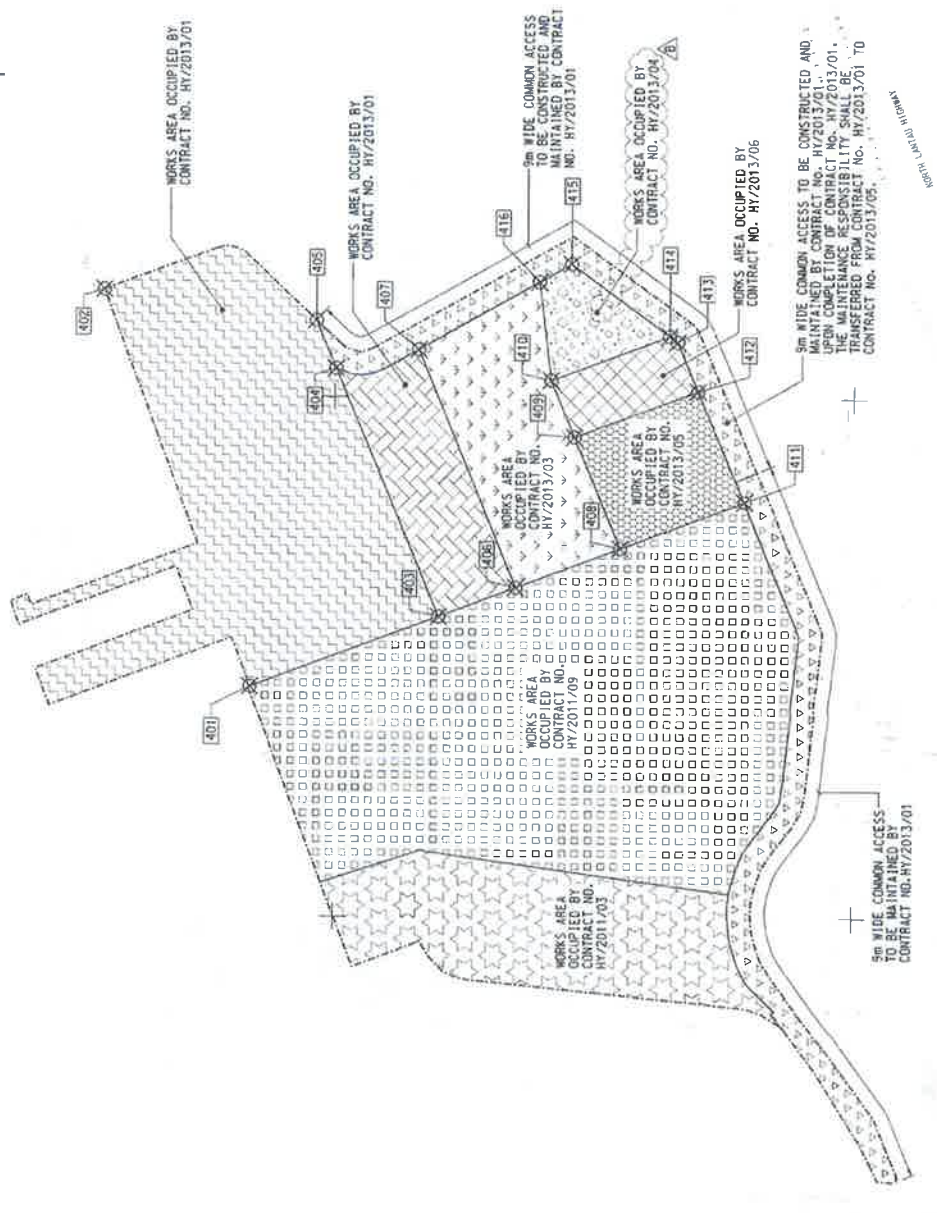 WORKS AREA OCCUPIED BY
CONTRACT NO. HY/2013/01
402
405
WORKS AREA OCCUPIED BY
CONTRACT NO. HY/2013/01
404
407
9m WIDE COMMON ACCESS
TO BE CONSTRUCTED AND
MAINTAINED BY CONTRACT
NO. HY/2013/01
416
415
WORKS AREA OCCUPIED BY
CONTRACT NO. HY/2013/04
B
410
414
413
WORKS AREA OCCUPIED BY
CONTRACT NO. HY/2013/06
409
412
WORKS AREA
OCCUPIED BY
CONTRACT NO.
HY/2013/03
WORKS AREA
OCCUPIED BY
CONTRACT NO.
HY/2013/05
408
411
9m WIDE COMMON ACCESS TO BE CONSTRUCTED AND
MAINTAINED BY CONTRACT NO. HY/2013/01.
UPON COMPLETION OF CONTRACT No. HY/2013/01.
THE MAINTENANCE RESPONSIBILITY SHALL BE
TRANSFERRED FROM CONTRACT No. HY/2013/01 TO
CONTRACT No. HY/2013/05.
NORTH LANTAU HIGHWAY
403
406
401
WORKS AREA
OCCUPIED BY
CONTRACT NO.
HY/2011/09
WORKS AREA
OCCUPIED BY
CONTRACT NO.
HY/2011/03
9m WIDE COMMON ACCESS
TO BE MAINTAINED BY
CONTRACT NO.HY/2013/01